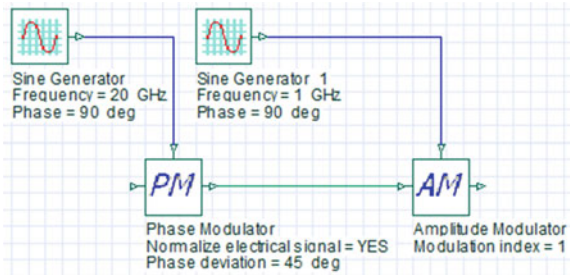 Sine Generator
Frequency = 20 GHz
Phase = 90 deg
Sine Generator 1
Frequency = 1 GHz
Phase = 90 deg
PM
AM
Phase Modulator
Normalize electrical sional = YES
Phase deviation = 45 deg
Amplitude Modulator
Modulation index = 1